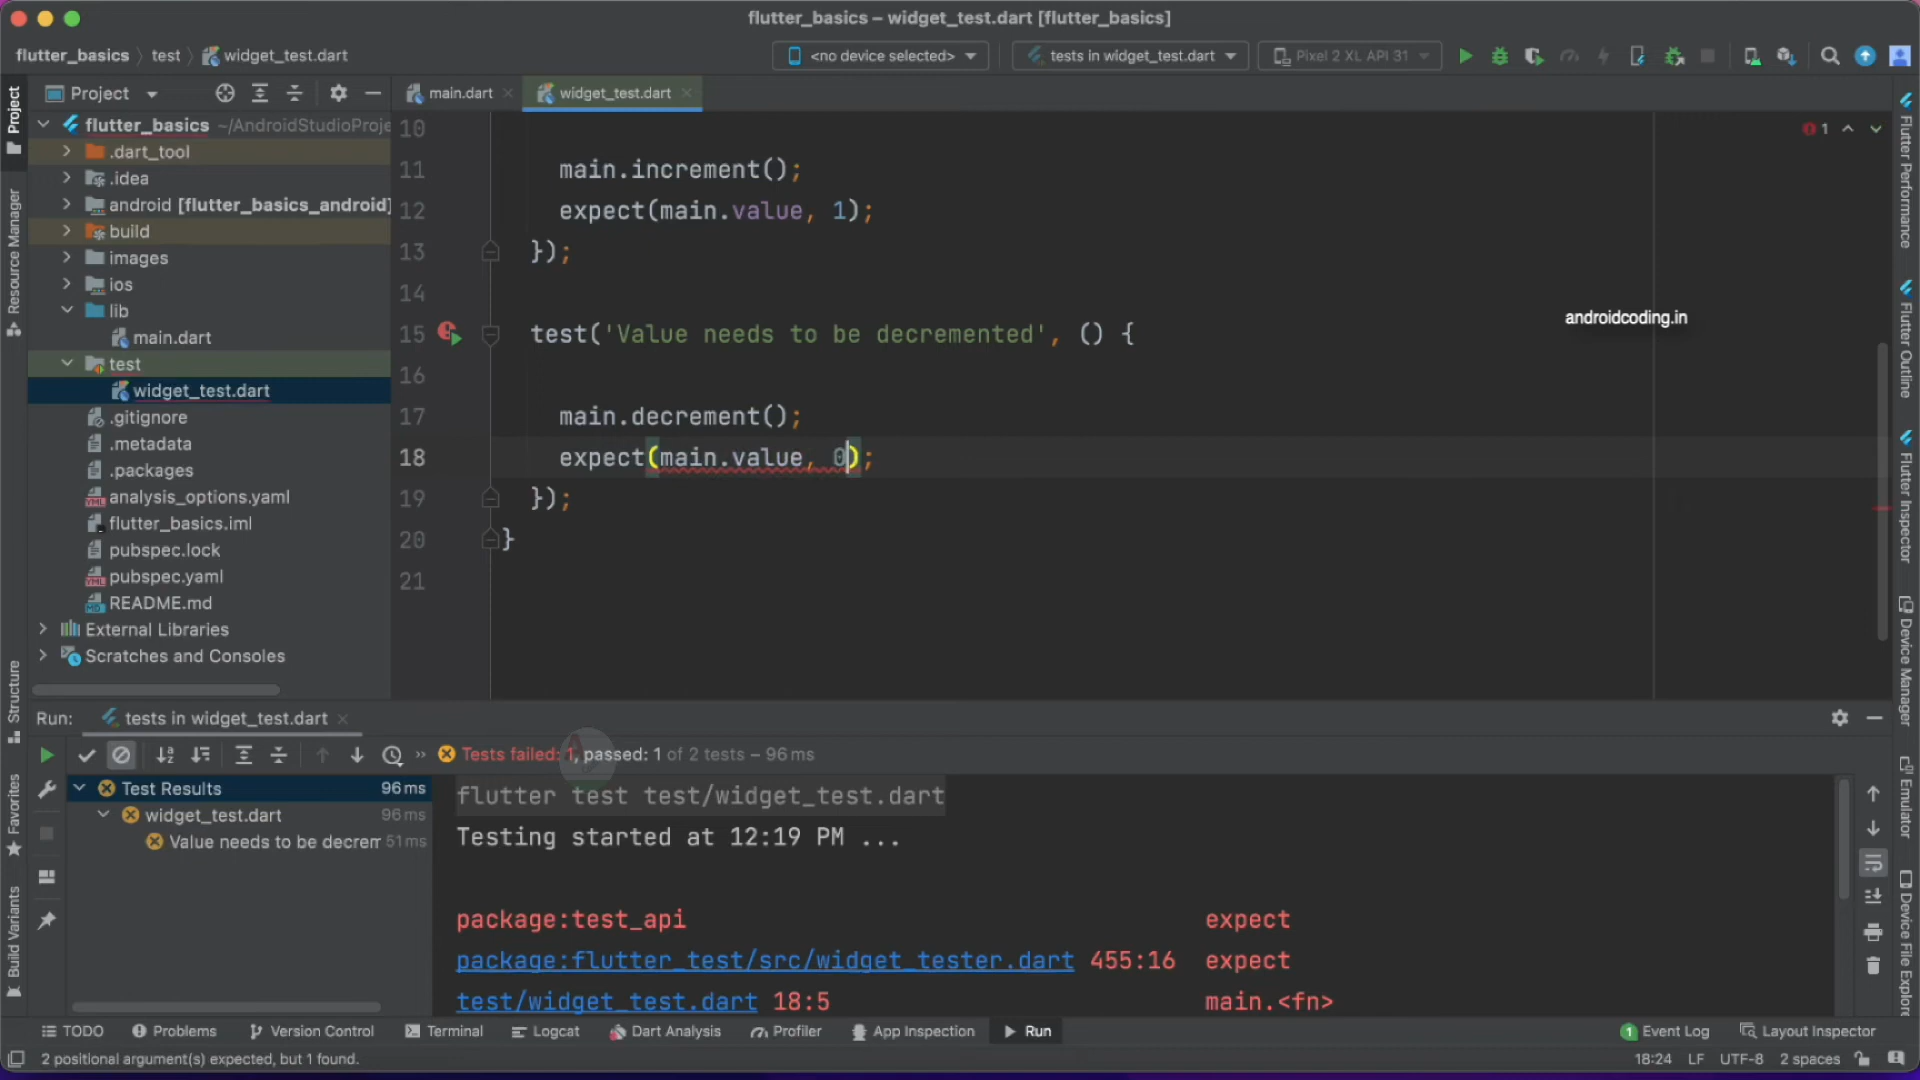 flutter_basics – widget_test.dart [flutter_basics]
flutter_basics test widget_test.dart
<no device selected> tests in widget_test.dart Pixel 2 XL API 31
Project
main.dart
widget_test.dart
flutter_basics ~/AndroidStudioProje
.dart_tool
.idea
android [flutter_basics_android]
build
images
ios
lib
main.dart
test
widget_test.dart
.gitignore
.metadata
.packages
analysis_options.yaml
flutter_basics.iml
pubspec.lock
pubspec.yaml
README.md
External Libraries
Scratches and Consoles
Project
Resource Manager
Structure
Favorites
Build Variants
10
11 main.increment();
12 expect(main.value, 1);
13 });
14
15 test('Value needs to be decremented', () {
16
17 main.decrement();
18 expect(main.value, 0);
19 });
20 }
21
1
androidcoding.in
Flutter Performance
Flutter Outline
Flutter Inspector
Device Manager
Emulator
Device File Explor
Run: tests in widget_test.dart
Tests failed: 1, passed: 1 of 2 tests – 96 ms
Test Results 96 ms
widget_test.dart 96 ms
Value needs to be decrem 51 ms
flutter test test/widget_test.dart
Testing started at 12:19 PM ...
package:test_api expect
package:flutter_test/src/widget_tester.dart 455:16 expect
test/widget_test.dart 18:5 main.<fn>
TODO Problems Version Control Terminal Logcat Dart Analysis Profiler App Inspection Run 1 Event Log Layout Inspector
2 positional argument(s) expected, but 1 found. 18:24 LF UTF-8 2 spaces